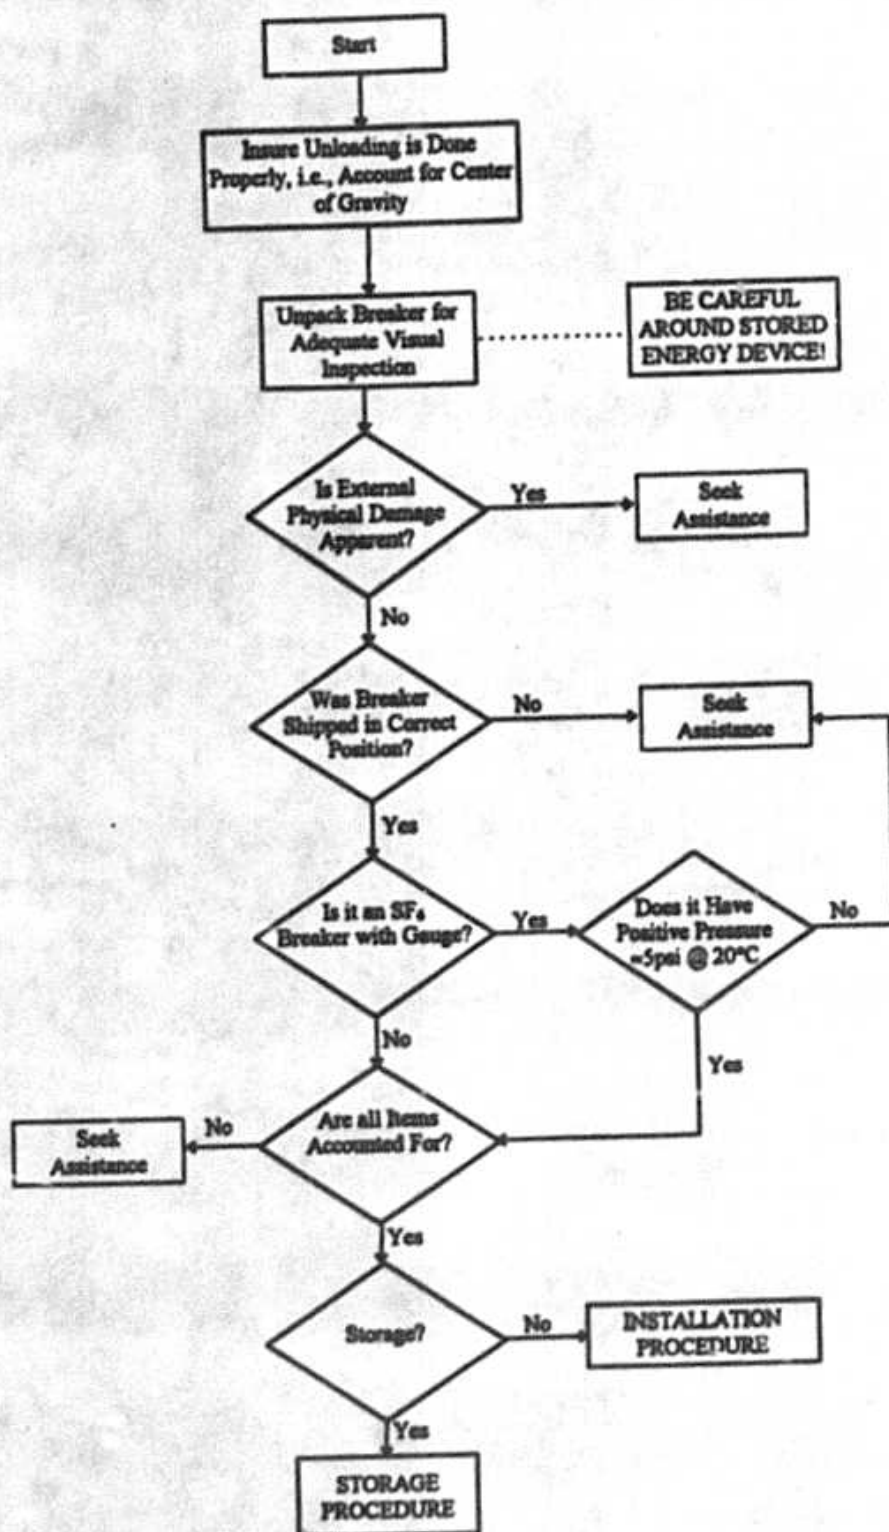 Start
Insure Unloading is Done
Properly, i.e., Account for Center
of Gravity
Unpack Breaker for
Adequate Visual
Inspection
BE CAREFUL
AROUND STORED
ENERGY DEVICE!
Is External
Physical Damage
Apparent?
Yes
Seek
Assistance
No
Was Breaker
Shipped in Correct
Position?
No
Seek
Assistance
Yes
Is it an SF₆
Breaker with Gauge?
Yes
Does it Have
Positive Pressure
≈5psi @ 20°C
No
No
Yes
Are all Items
Accounted For?
No
Seek
Assistance
Yes
Storage?
No
INSTALLATION
PROCEDURE
Yes
STORAGE
PROCEDURE